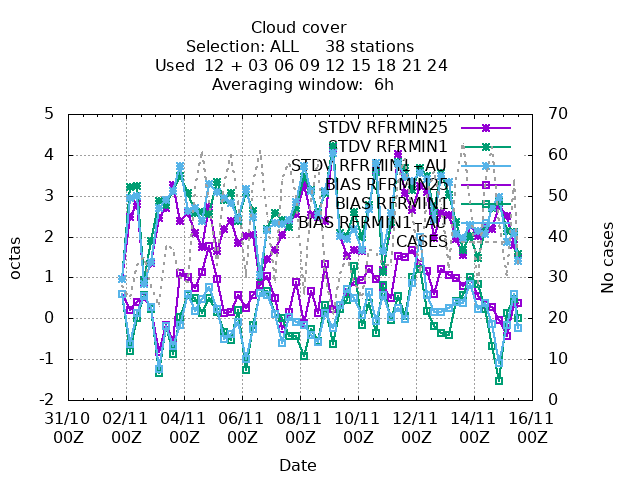 Cloud cover
Selection: ALL 38 stations
Used 12 + 03 06 09 12 15 18 21 24
Averaging window: 6h
5 70
STDV RFRMIN25
4 60
STDV RFRMIN1
STDV RFRMIN1+AU
3 50
BIAS RFRMIN25
BIAS RFRMIN1
2 40
BIAS RFRMIN1+AU
CASES
1 30
0 20
-1 10
-2 0
octas
No cases
31/10 02/11 04/11 06/11 08/11 10/11 12/11 14/11 16/11
00Z 00Z 00Z 00Z 00Z 00Z 00Z 00Z 00Z
Date